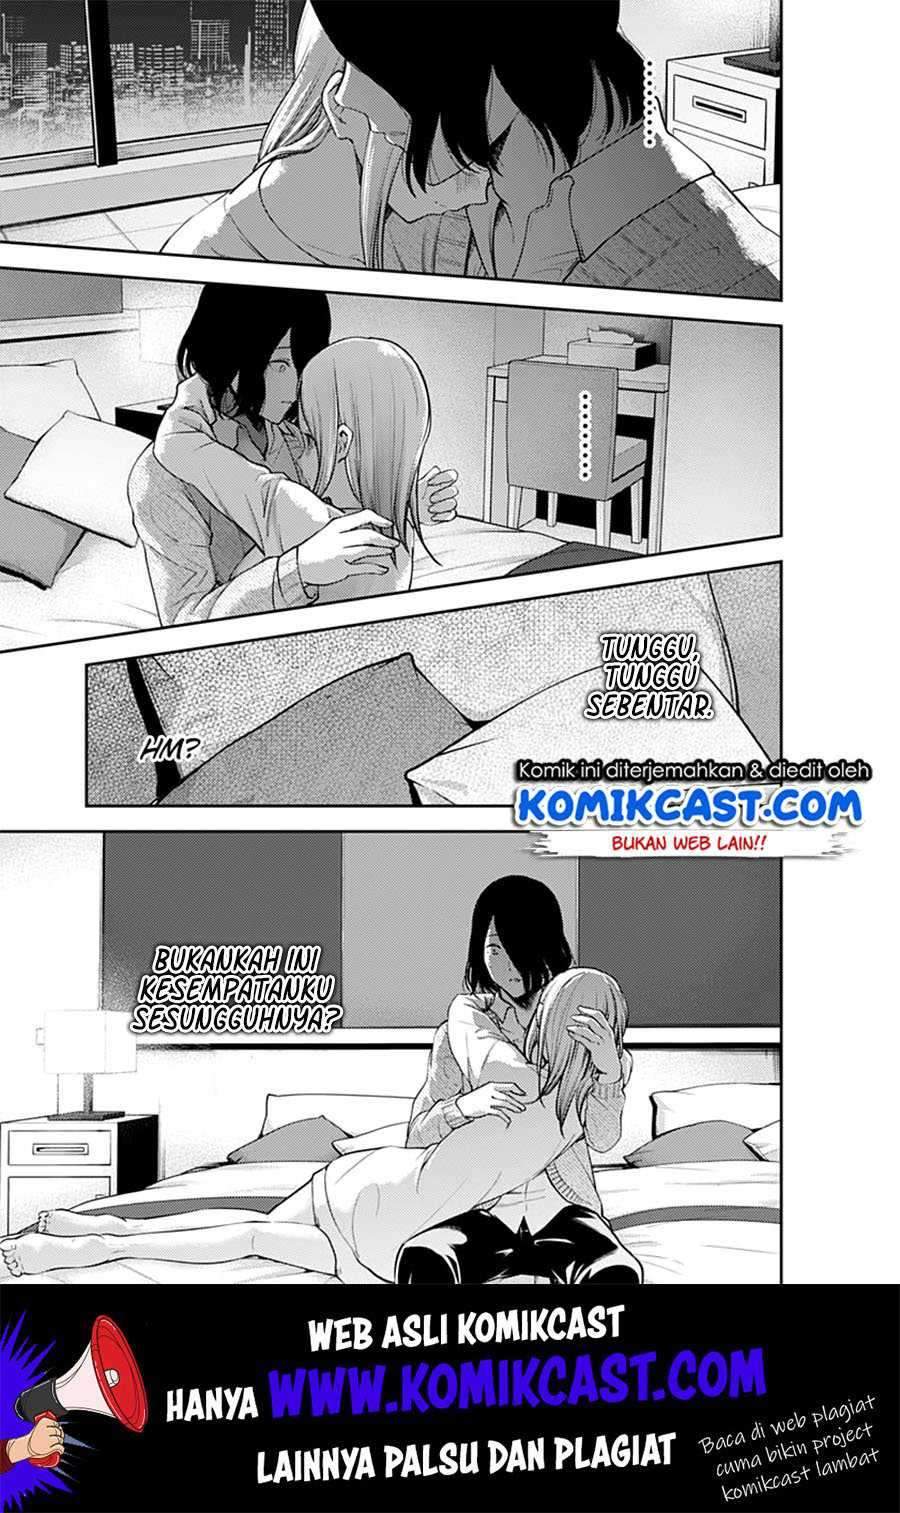 TUNGGU,
TUNGGU
SEBENTAR.
HM?
Komik ini diterjemahkan & diedit oleh
KOMIKCAST.COM
BUKAN WEB LAIN!!
BUKANKAH INI
KESEMPATANKU
SESUNGGUHNYA?
WEB ASLI KOMIKCAST
HANYA WWW.KOMIKCAST.COM
LAINNYA PALSU DAN PLAGIAT
Baca di web plagiat
cuma bikin project
komikcast lambat